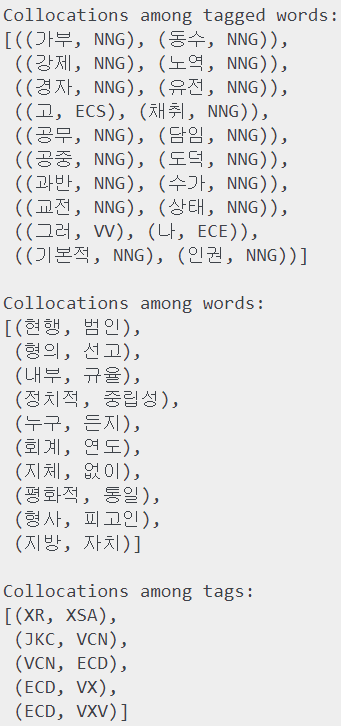 Collocations among tagged words:
[((가부, NNG), (동수, NNG)),
((강제, NNG), (노역, NNG)),
((경자, NNG), (유전, NNG)),
((고, ECS), (채취, NNG)),
((공무, NNG), (담임, NNG)),
((공중, NNG), (도덕, NNG)),
((과반, NNG), (수가, NNG)),
((교전, NNG), (상태, NNG)),
((그러, VV), (나, ECE)),
((기본적, NNG), (인권, NNG))]
Collocations among words:
[(현행, 범인),
(형의, 선고),
(내부, 규율),
(정치적, 중립성),
(누구, 든지),
(회계, 연도),
(지체, 없이),
(평화적, 통일),
(형사, 피고인),
(지방, 자치)]
Collocations among tags:
[(XR, XSA),
(JKC, VCN),
(VCN, ECD),
(ECD, VX),
(ECD, VXV)]